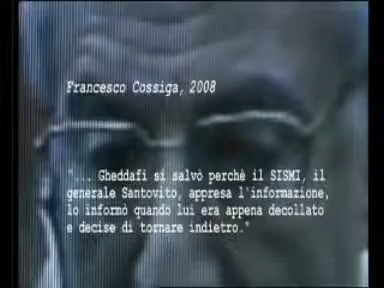 Francesco Cossiga, 2008
"... Gheddafi si salvò perchè il SISMI, il
generale Santovito, appresa l'informazione,
lo informò quando lui era appena decollato
e decise di tornare indietro."